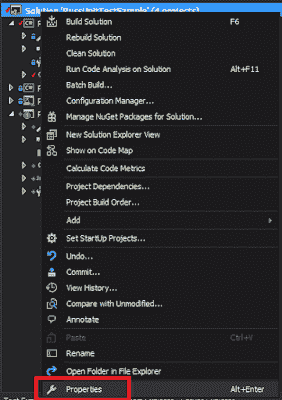 Solution 'RussUnitTestSample' (4 projects)
Build Solution F6
Rebuild Solution
Clean Solution
Run Code Analysis on Solution Alt+F11
Batch Build...
Configuration Manager...
Manage NuGet Packages for Solution...
New Solution Explorer View
Show on Code Map
Calculate Code Metrics
Project Dependencies...
Project Build Order...
Add
Set StartUp Projects...
Undo...
Commit...
View History...
Compare with Unmodified...
Annotate
Paste Ctrl+V
Rename
Open Folder in File Explorer
Properties Alt+Enter